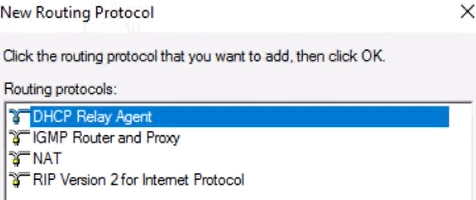 New Routing Protocol
Click the routing protocol that you want to add, then click OK.
Routing protocols:
DHCP Relay Agent
IGMP Router and Proxy
NAT
RIP Version 2 for Internet Protocol